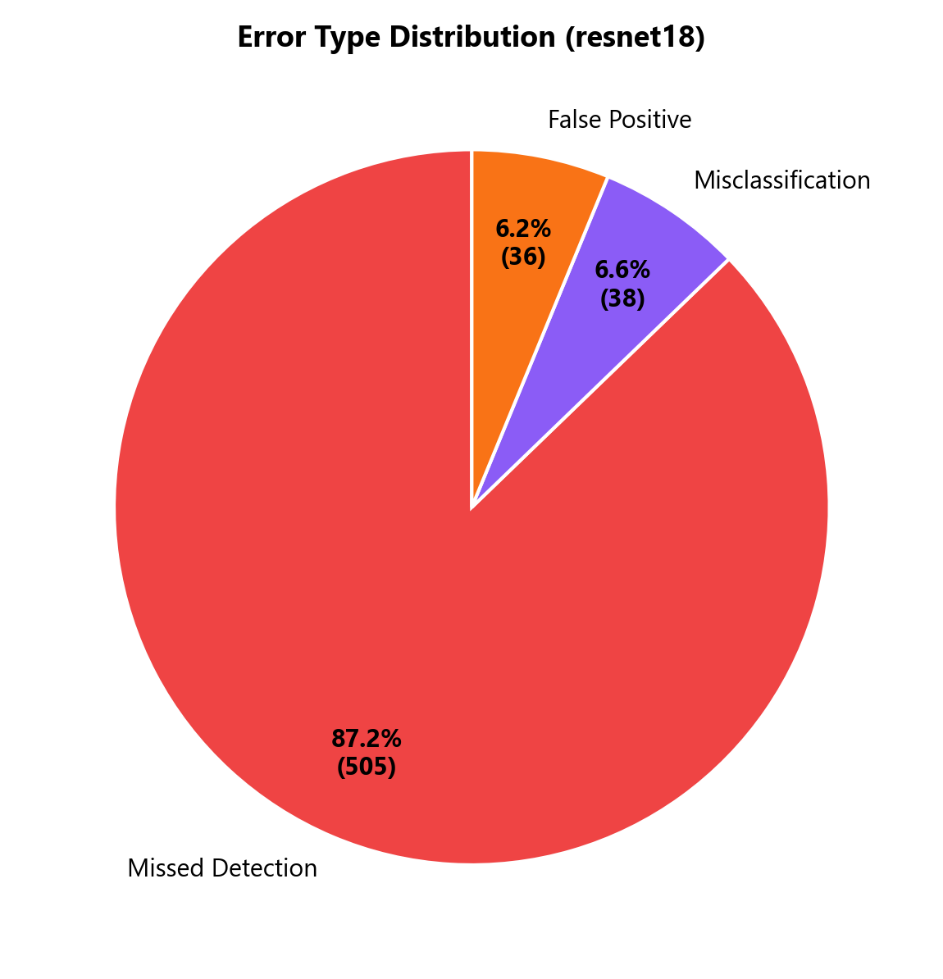 Error Type Distribution (resnet18)
False Positive
Misclassification
6.2%
(36)
6.6%
(38)
87.2%
(505)
Missed Detection